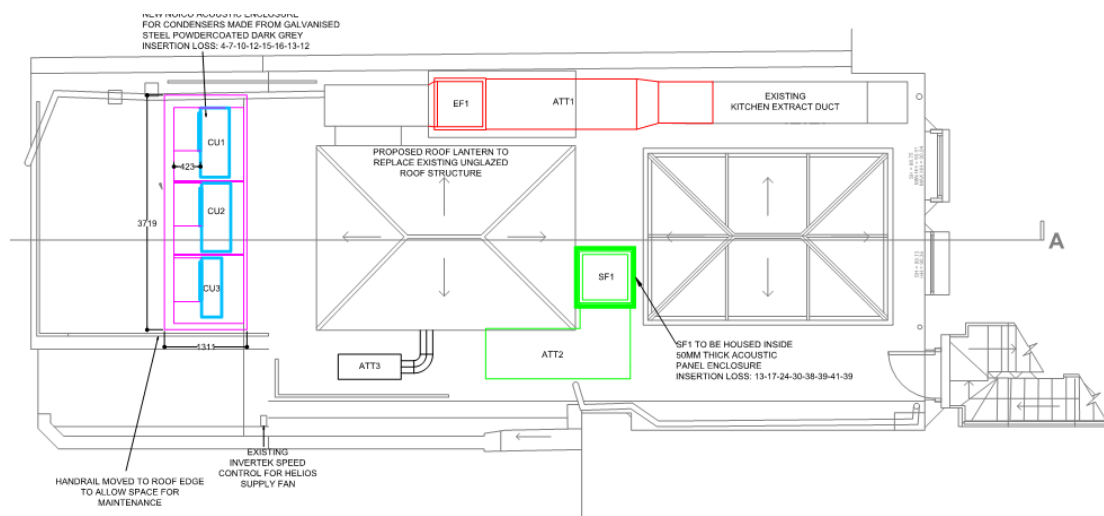 NEW NOICO ACOUSTIC ENCLOSURE
FOR CONDENSERS MADE FROM GALVANISED
STEEL POWDERCOATED DARK GREY
INSERTION LOSS: 4-7-10-12-15-16-13-12
EF1
ATT1
EXISTING
KITCHEN EXTRACT DUCT
CU1
423
PROPOSED ROOF LANTERN TO
REPLACE EXISTING UNGLAZED
ROOF STRUCTURE
CU2
3719
A
SF1
CU3
1311
ATT3
ATT2
SF1 TO BE HOUSED INSIDE
50MM THICK ACOUSTIC
PANEL ENCLOSURE
INSERTION LOSS: 13-17-24-30-38-39-41-39
EXISTING
INVERTEK SPEED
CONTROL FOR HELIOS
SUPPLY FAN
HANDRAIL MOVED TO ROOF EDGE
TO ALLOW SPACE FOR
MAINTENANCE